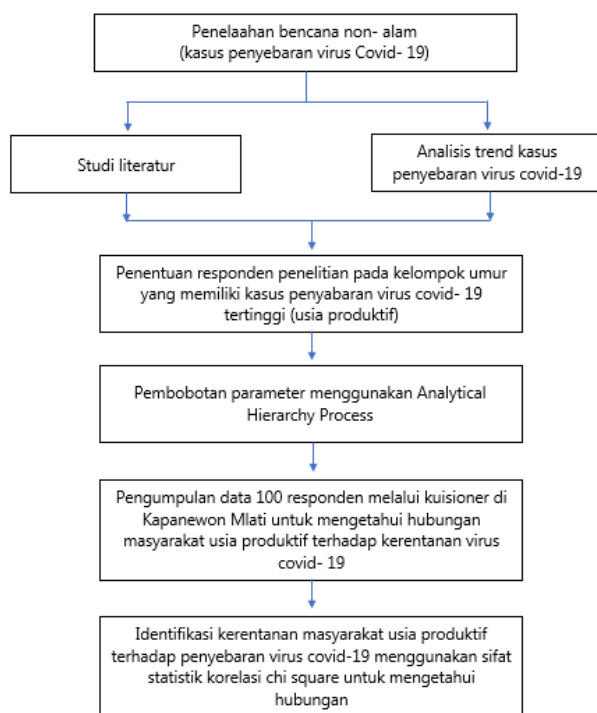 Penelaahan bencana non- alam
(kasus penyebaran virus Covid- 19)
Studi literatur
Analisis trend kasus
penyebaran virus covid-19
Penentuan responden penelitian pada kelompok umur
yang memiliki kasus penyabaran virus covid- 19
tertinggi (usia produktif)
Pembobotan parameter menggunakan Analytical
Hierarchy Process
Pengumpulan data 100 responden melalui kuisioner di
Kapanewon Mlati untuk mengetahui hubungan
masyarakat usia produktif terhadap kerentanan virus
covid- 19
Identifikasi kerentanan masyarakat usia produktif
terhadap penyebaran virus covid-19 menggunakan sifat
statistik korelasi chi square untuk mengetahui
hubungan